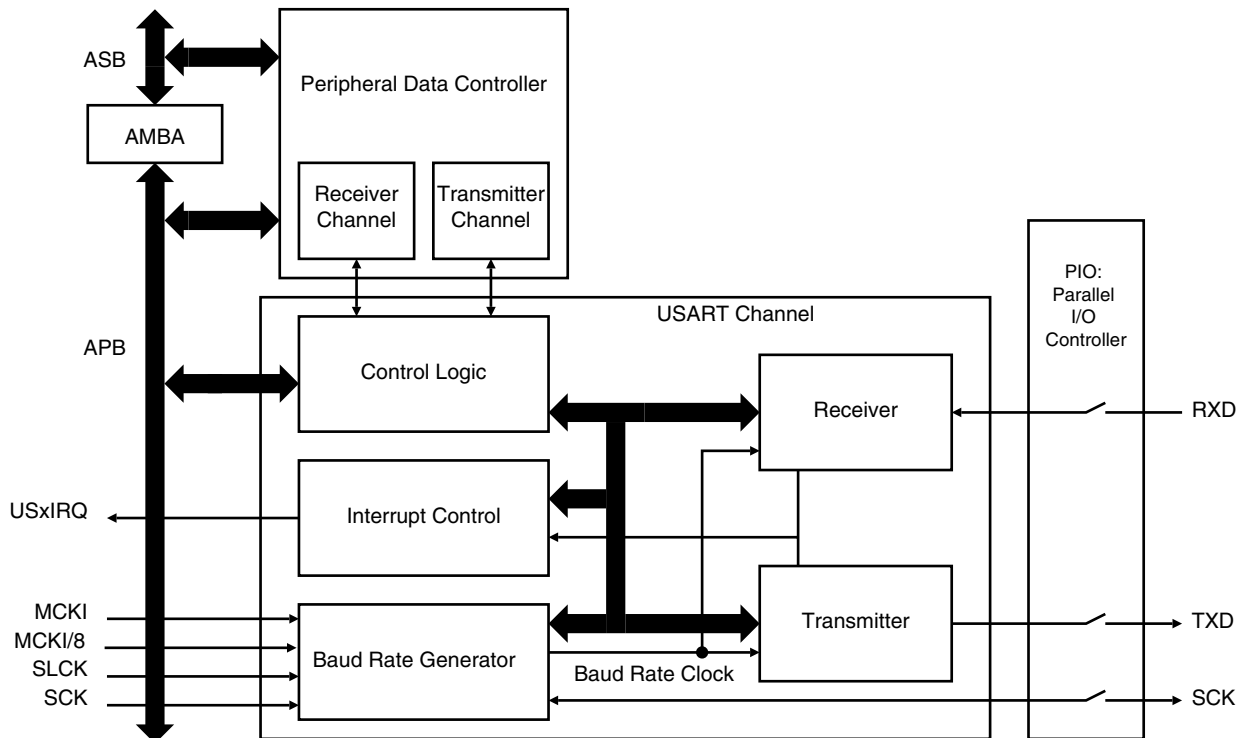 ASB
Peripheral Data Controller
AMBA
Receiver
Channel
Transmitter
Channel
PIO:
Parallel
I/O
Controller
USART Channel
APB
Control Logic
Receiver
RXD
USxIRQ
Interrupt Control
MCKI
MCKI/8
SLCK
SCK
Baud Rate Generator
Baud Rate Clock
Transmitter
TXD
SCK